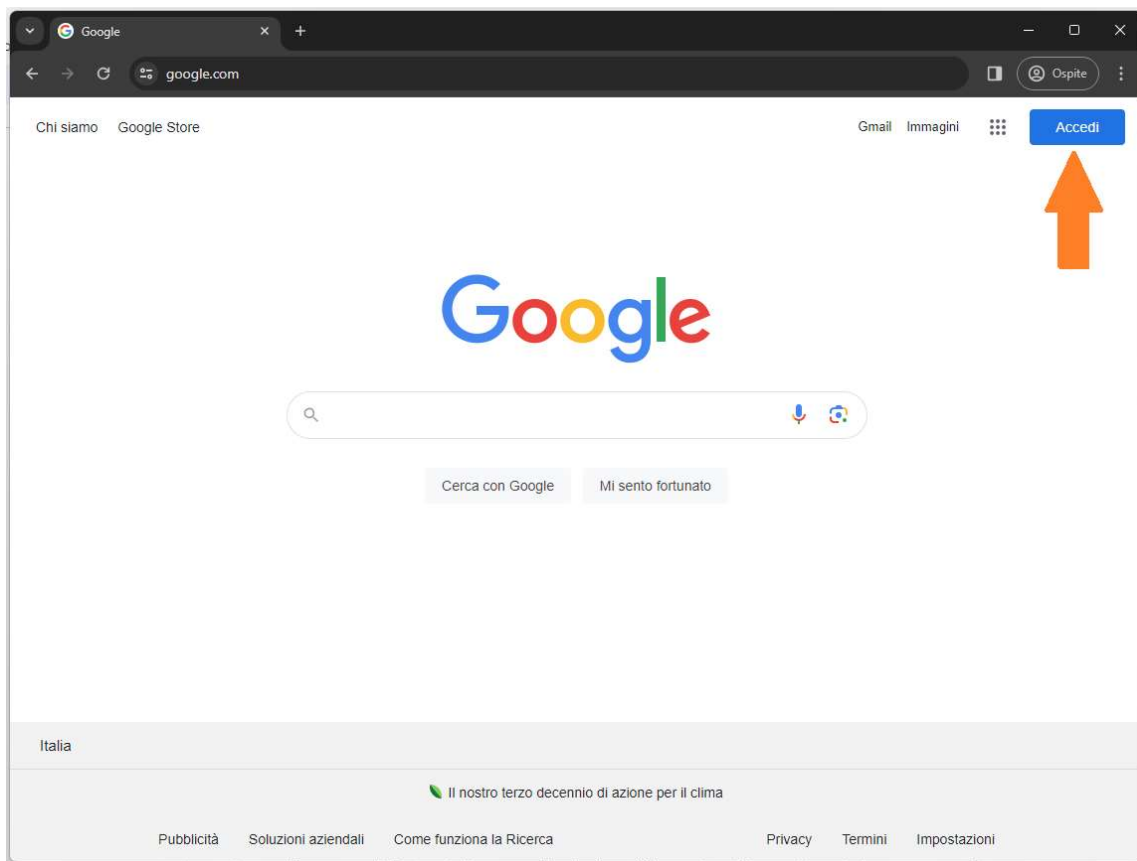 Google
google.com
Ospite
Chi siamo Google Store Gmail Immagini Accedi
Google
Cerca con Google Mi sento fortunato
Italia
Il nostro terzo decennio di azione per il clima
Pubblicità Soluzioni aziendali Come funziona la Ricerca Privacy Termini Impostazioni